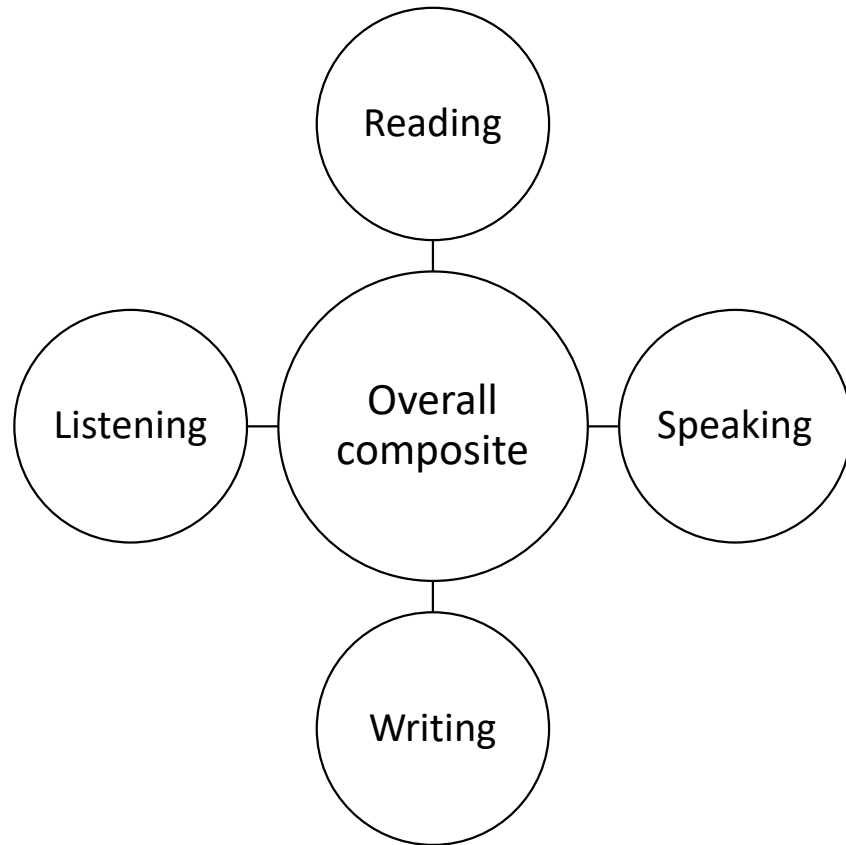 Reading
Listening
Overall
composite
Speaking
Writing